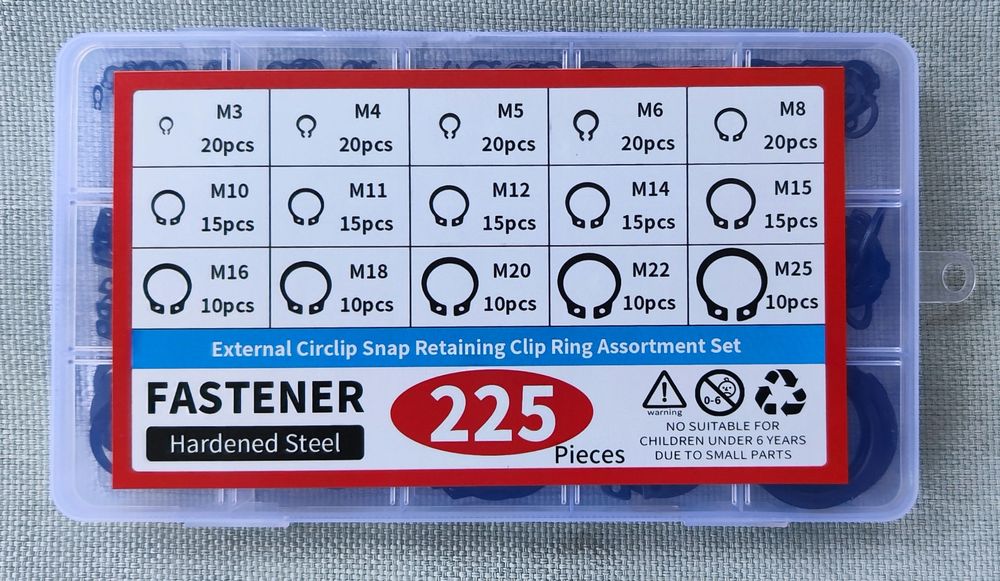 M3 M4 M5 M6 M8
20pcs 20pcs 20pcs 20pcs 20pcs
M10 M11 M12 M14 M15
15pcs 15pcs 15pcs 15pcs 15pcs
M16 M18 M20 M22 M25
10pcs 10pcs 10pcs 10pcs 10pcs
External Circlip Snap Retaining Clip Ring Assortment Set
FASTENER
Hardened Steel
225
Pieces
warning
0-6
NO SUITABLE FOR
CHILDREN UNDER 6 YEARS
DUE TO SMALL PARTS